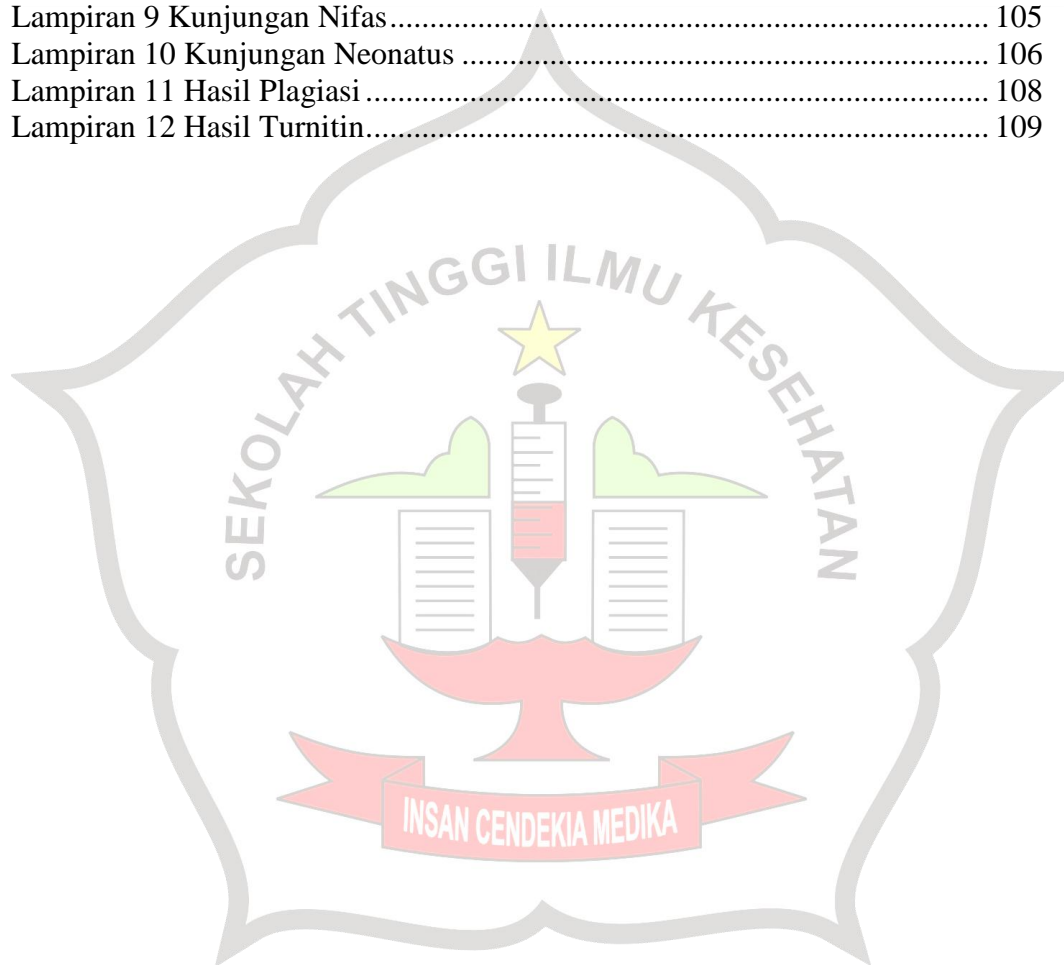 Lampiran 9 Kunjungan Nifas.......................................................................... 105
Lampiran 10 Kunjungan Neonatus ................................................................. 106
Lampiran 11 Hasil Plagiasi ............................................................................. 108
Lampiran 12 Hasil Turnitin............................................................................. 109
SEKOLAH TINGGI ILMU KESEHATAN
INSAN CENDEKIA MEDIKA